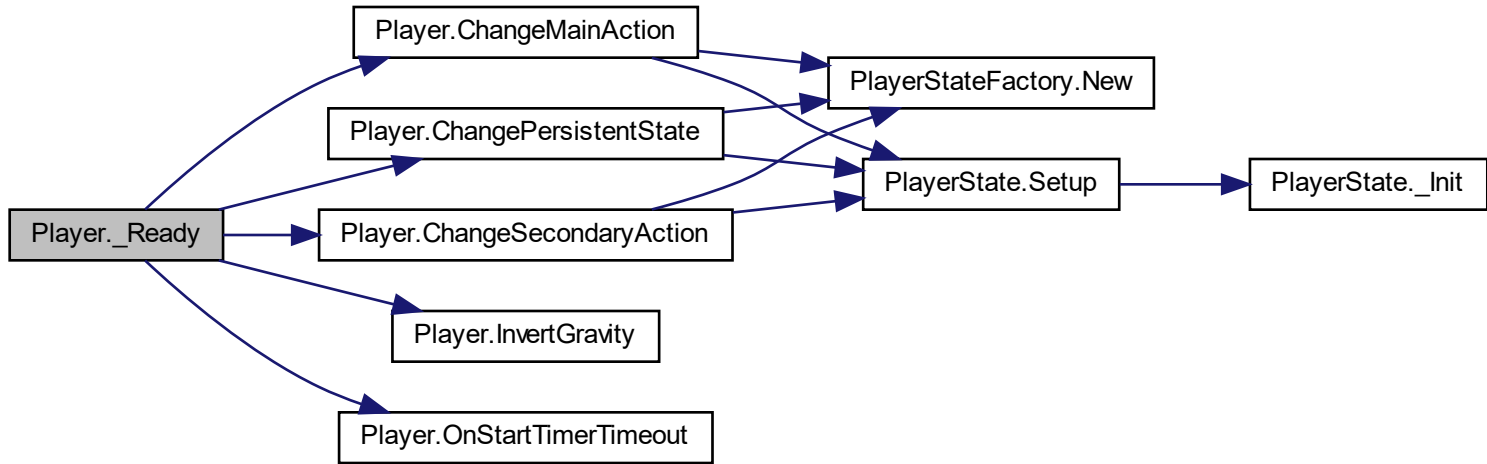 Player._Ready
Player.ChangeMainAction
Player.ChangePersistentState
Player.ChangeSecondaryAction
Player.InvertGravity
Player.OnStartTimerTimeout
PlayerStateFactory.New
PlayerState.Setup
PlayerState._Init